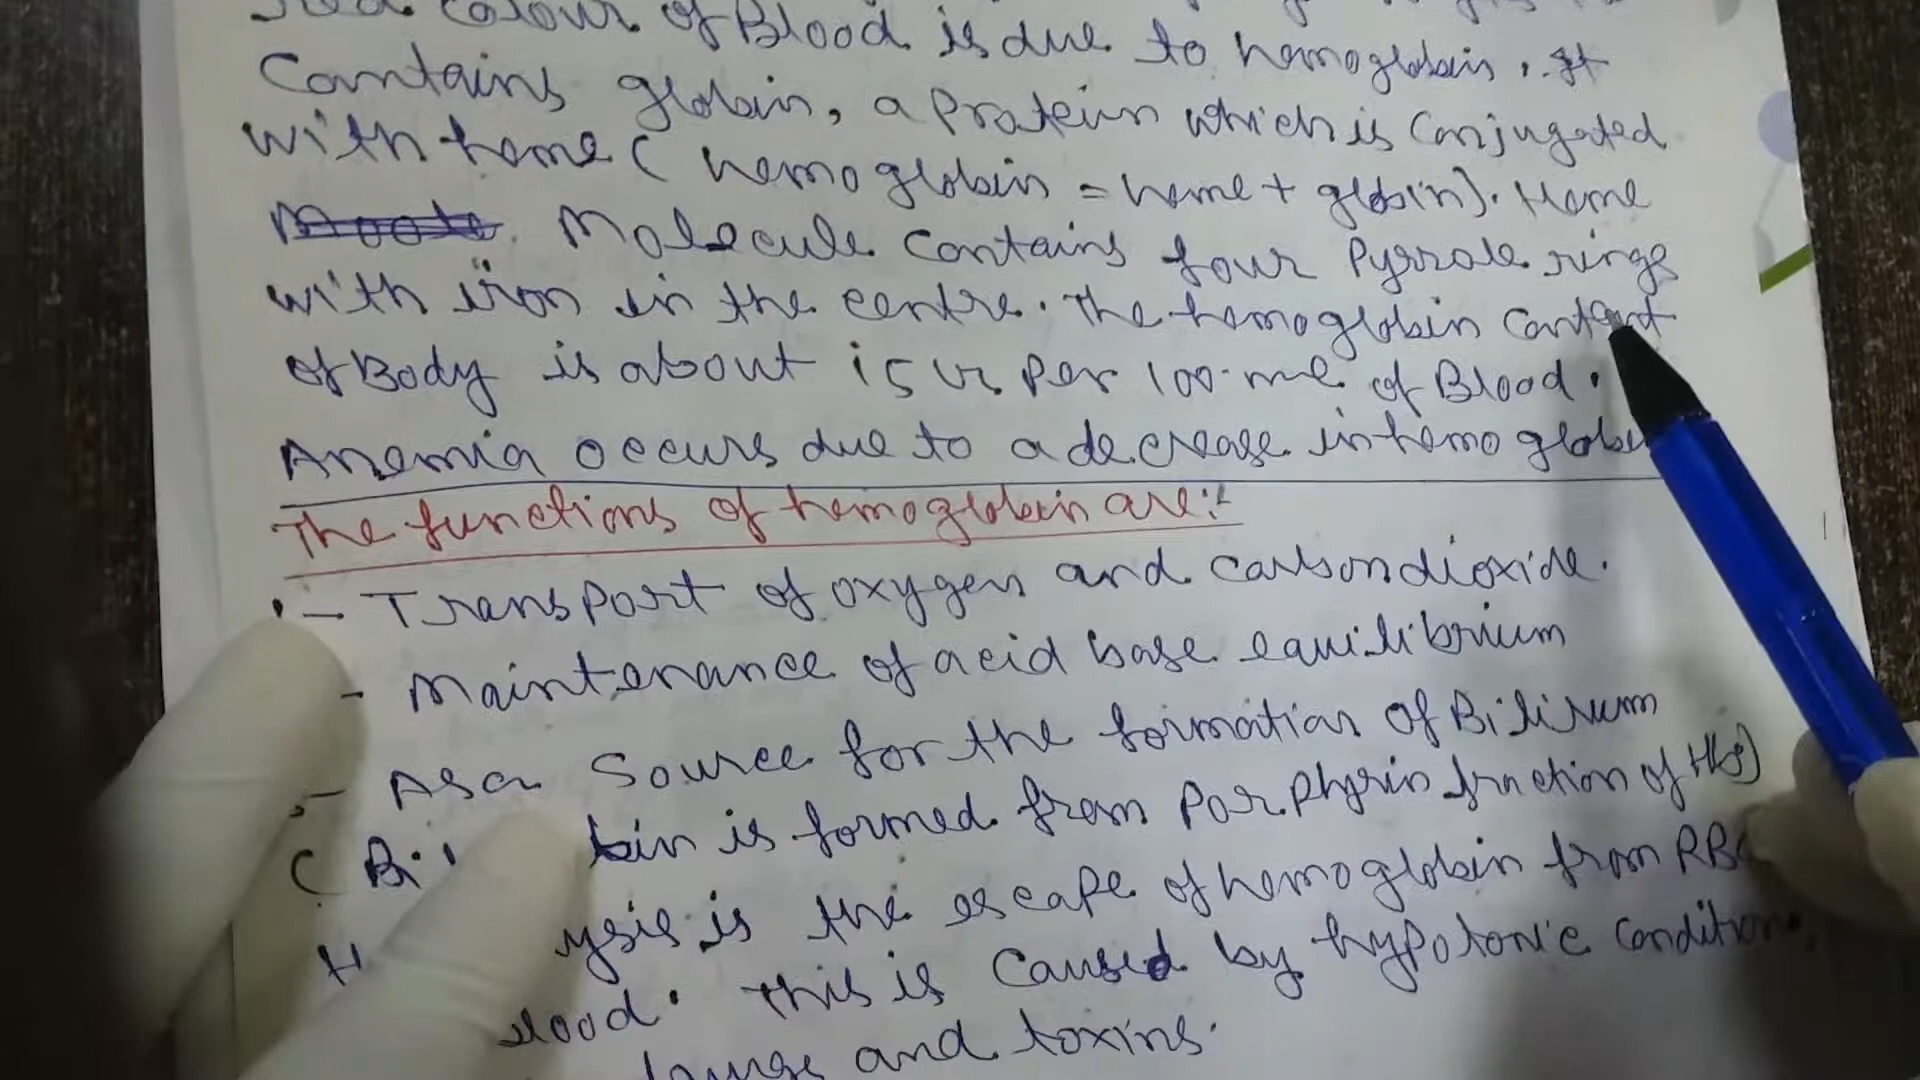 red colour of Blood is due to hemoglobin. It
Contains globin, a Protein which is Conjugated
with heme ( hemoglobin = heme + globin). Heme
Molecule Contains four Pyrrole rings
with iron in the centre. The hemoglobin Content
of Body is about 15 Per 100 ml of Blood.
Anemia occurs due to a decrease in hemoglobin
The functions of hemoglobin are:-
- Transport of oxygen and carbondioxide.
- Maintenance of acid base equilibrium
- As a Source for the formation of
( Bil bin is formed from Porphyrin fraction of Hb)
H ysis is the escape of hemoglobin from RBC
lood. This is Caused by hypotonic Condition,
and toxins.